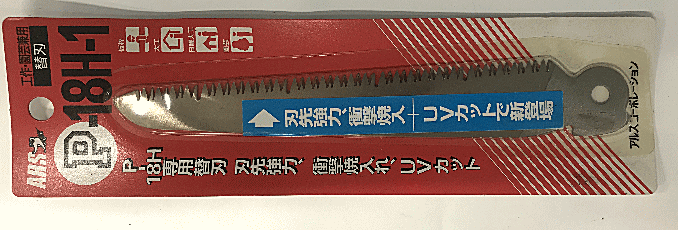 工作・園芸使用
替刃
P-18H-1
ARS
刃先強力、衝撃焼入
UVカットで新登場
P-18H専用替刃 刃先強力、衝撃焼入れ、UVカット
アルスコーポレーション
大工